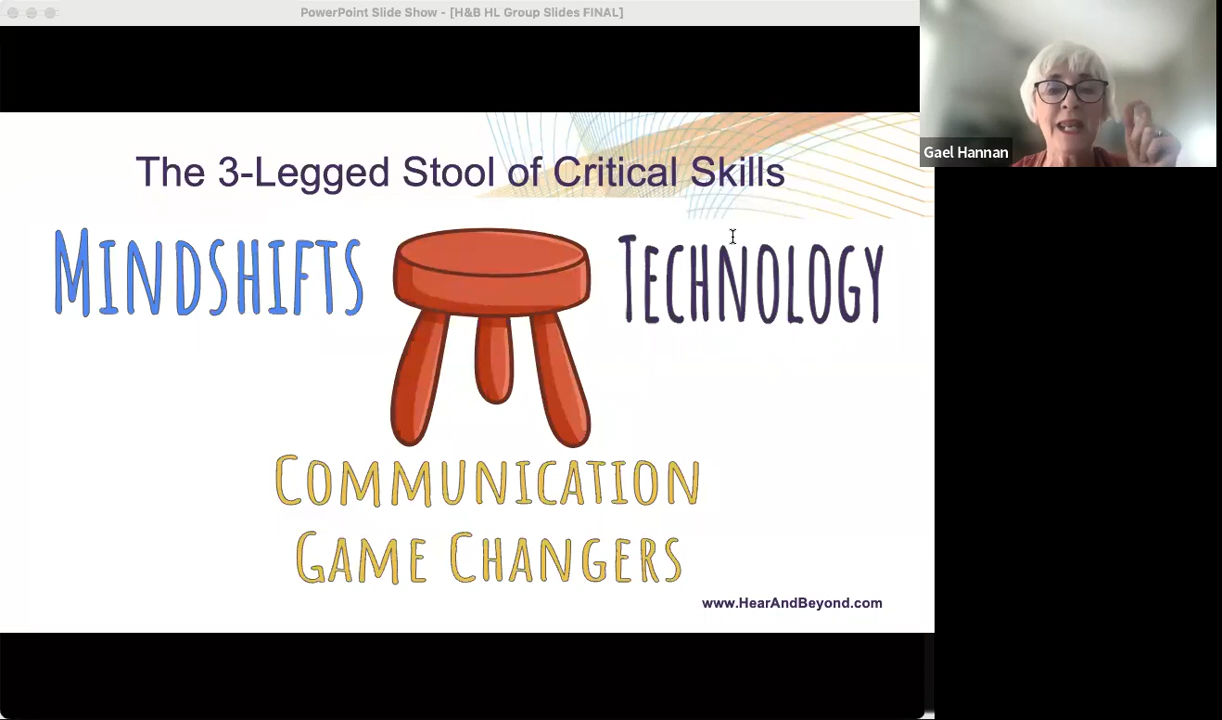 PowerPoint Slide Show - [H&B HL Group Slides FINAL]
Gael Hannan
The 3-Legged Stool of Critical Skills
MINDSHIFTS
TECHNOLOGY
COMMUNICATION
GAME CHANGERS
www.HearAndBeyond.com